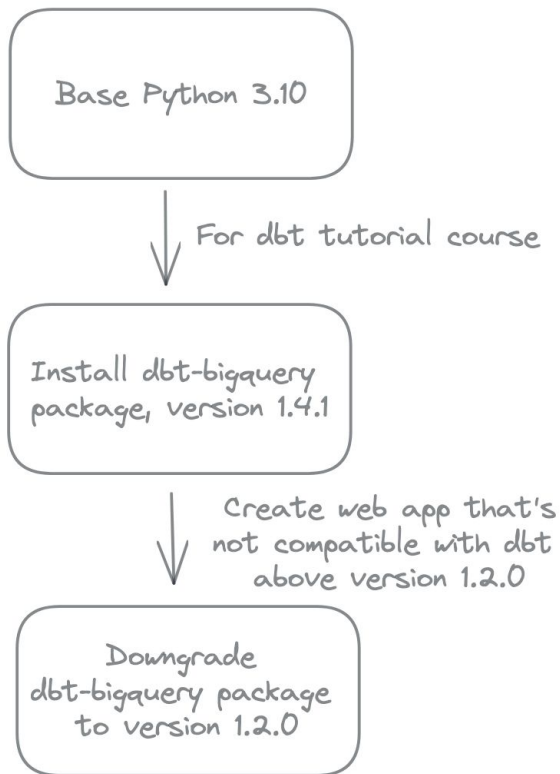 Base Python 3.10
For dbt tutorial course
Install dbt-bigquery
package, version 1.4.1
Create web app that's
not compatible with dbt
above version 1.2.0
Downgrade
dbt-bigquery package
to version 1.2.0